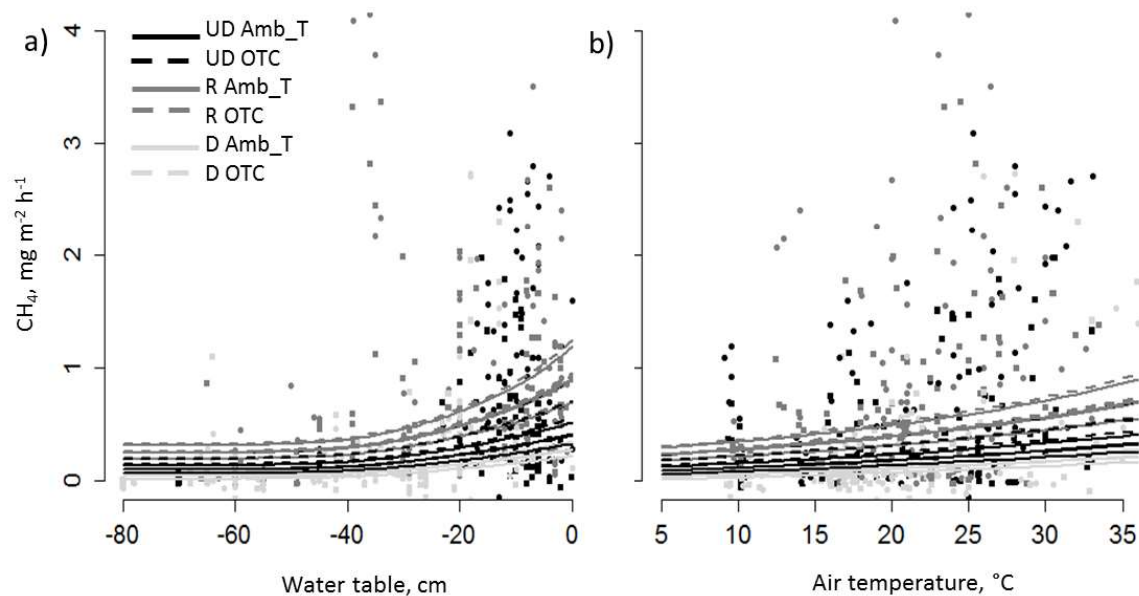 a)
UD Amb_T
UD OTC
R Amb_T
R OTC
D Amb_T
D OTC
CH4, mg m-2 h-1
4
3
2
1
0
-80 -60 -40 -20 0
Water table, cm
b)
5 10 15 20 25 30 35
Air temperature, °C